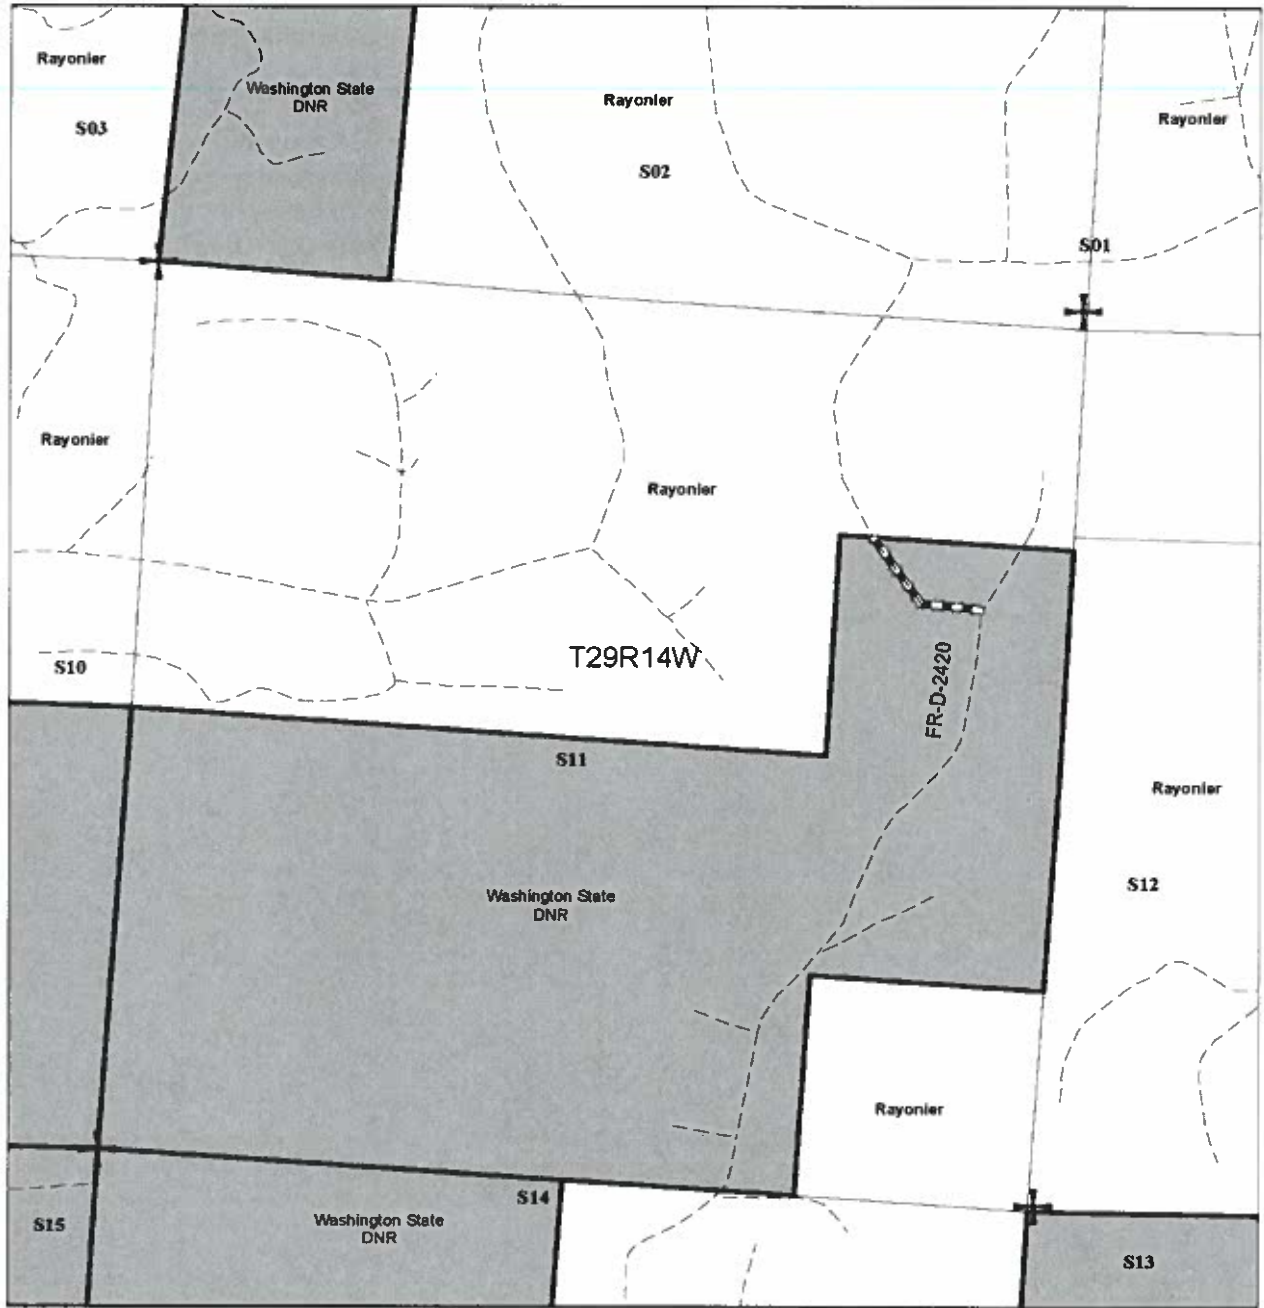 Rayonier
Washington State
DNR
Rayonier
Rayonier
S03
S02
S01
Rayonier
Rayonier
T29R14W
FR-D-2420
S10
S11
Rayonier
Washington State
DNR
S12
Rayonier
S14
S15
Washington State
DNR
S13